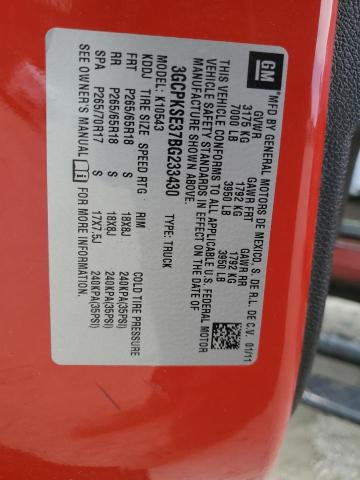 GM
MFD BY GENERAL MOTORS DE MEXICO, S. DE R.L. DE C.V. 01/11
GVWR GAWR FRT GAWR RR
3175 KG 1792 KG 1792 KG
7000 LB 3950 LB 3950 LB
THIS VEHICLE CONFORMS TO ALL APPLICABLE U.S. FEDERAL MOTOR
VEHICLE SAFETY STANDARDS IN EFFECT ON THE DATE OF
MANUFACTURE SHOWN ABOVE.
3GCPKSE37BG233430 TYPE: TRUCK
MODEL: K10543
KDDJ TIRE SIZE SPEED RTG RIM COLD TIRE PRESSURE
FRT P265/65R18 S 18X8J 240KPA(35PSI)
RR P265/65R18 S 18X8J 240KPA(35PSI)
SPA P265/70R17 S 17X7.5J 240KPA(35PSI)
SEE OWNER'S MANUAL FOR MORE INFORMATION.